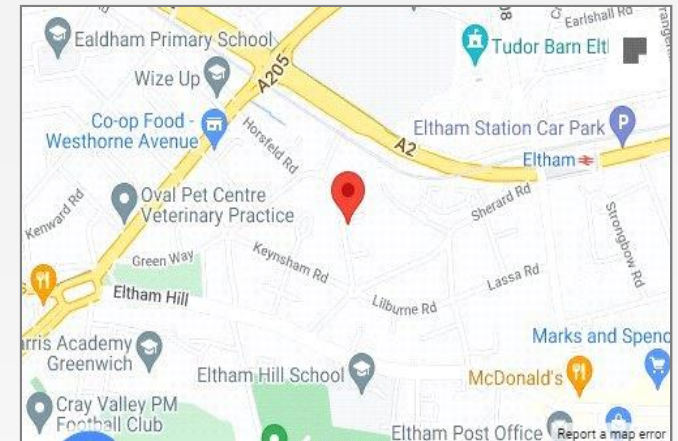 Earlshall Rd
Ealdham Primary School
Tudor Barn Elt
Wize Up
A205
Co-op Food -
Westhorne Avenue
Horsfeld Rd
Eltham Station Car Park
P
A2
Eltham
Oval Pet Centre
Veterinary Practice
Sherard Rd
Kenward Rd
Strongbow Rd
Green Way
Keynsham Rd
Lassa Rd
Eltham Hill
Lilburne Rd
arris Academy
Greenwich
Marks and Spenc
Eltham Hill School
McDonald's
Cray Valley PM
Football Club
Eltham Post Office
Report a map error